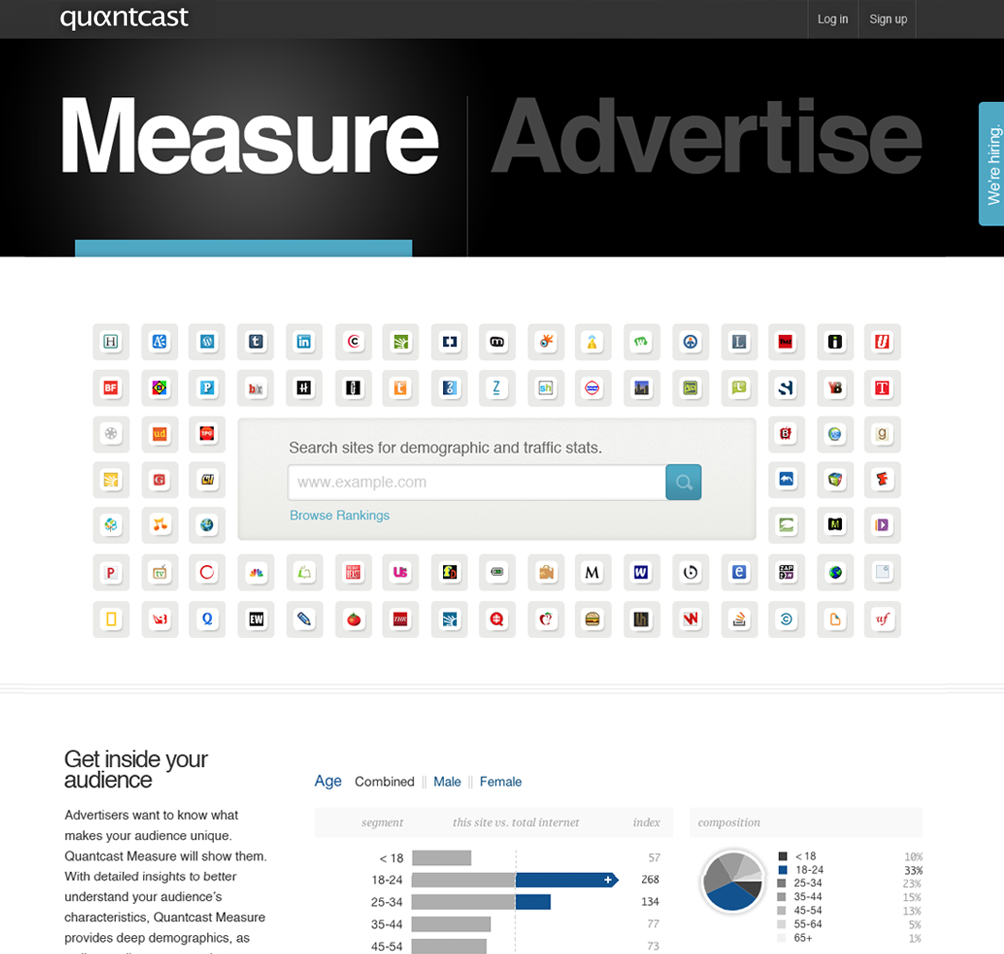 quantcast
Log in
Sign up
Measure
Advertise
We're hiring.
Search sites for demographic and traffic stats.
www.example.com
Browse Rankings
Get inside your
audience
Advertisers want to know what
makes your audience unique.
Quantcast Measure will show them.
With detailed insights to better
understand your audience's
characteristics, Quantcast Measure
provides deep demographics, as
Age Combined || Male || Female
segment this site vs. total internet index
< 18 57
18-24 + 268
25-34 134
35-44 77
45-54 73
composition
< 18 10%
18-24 33%
25-34 23%
35-44 15%
45-54 13%
55-64 5%
65+ 1%